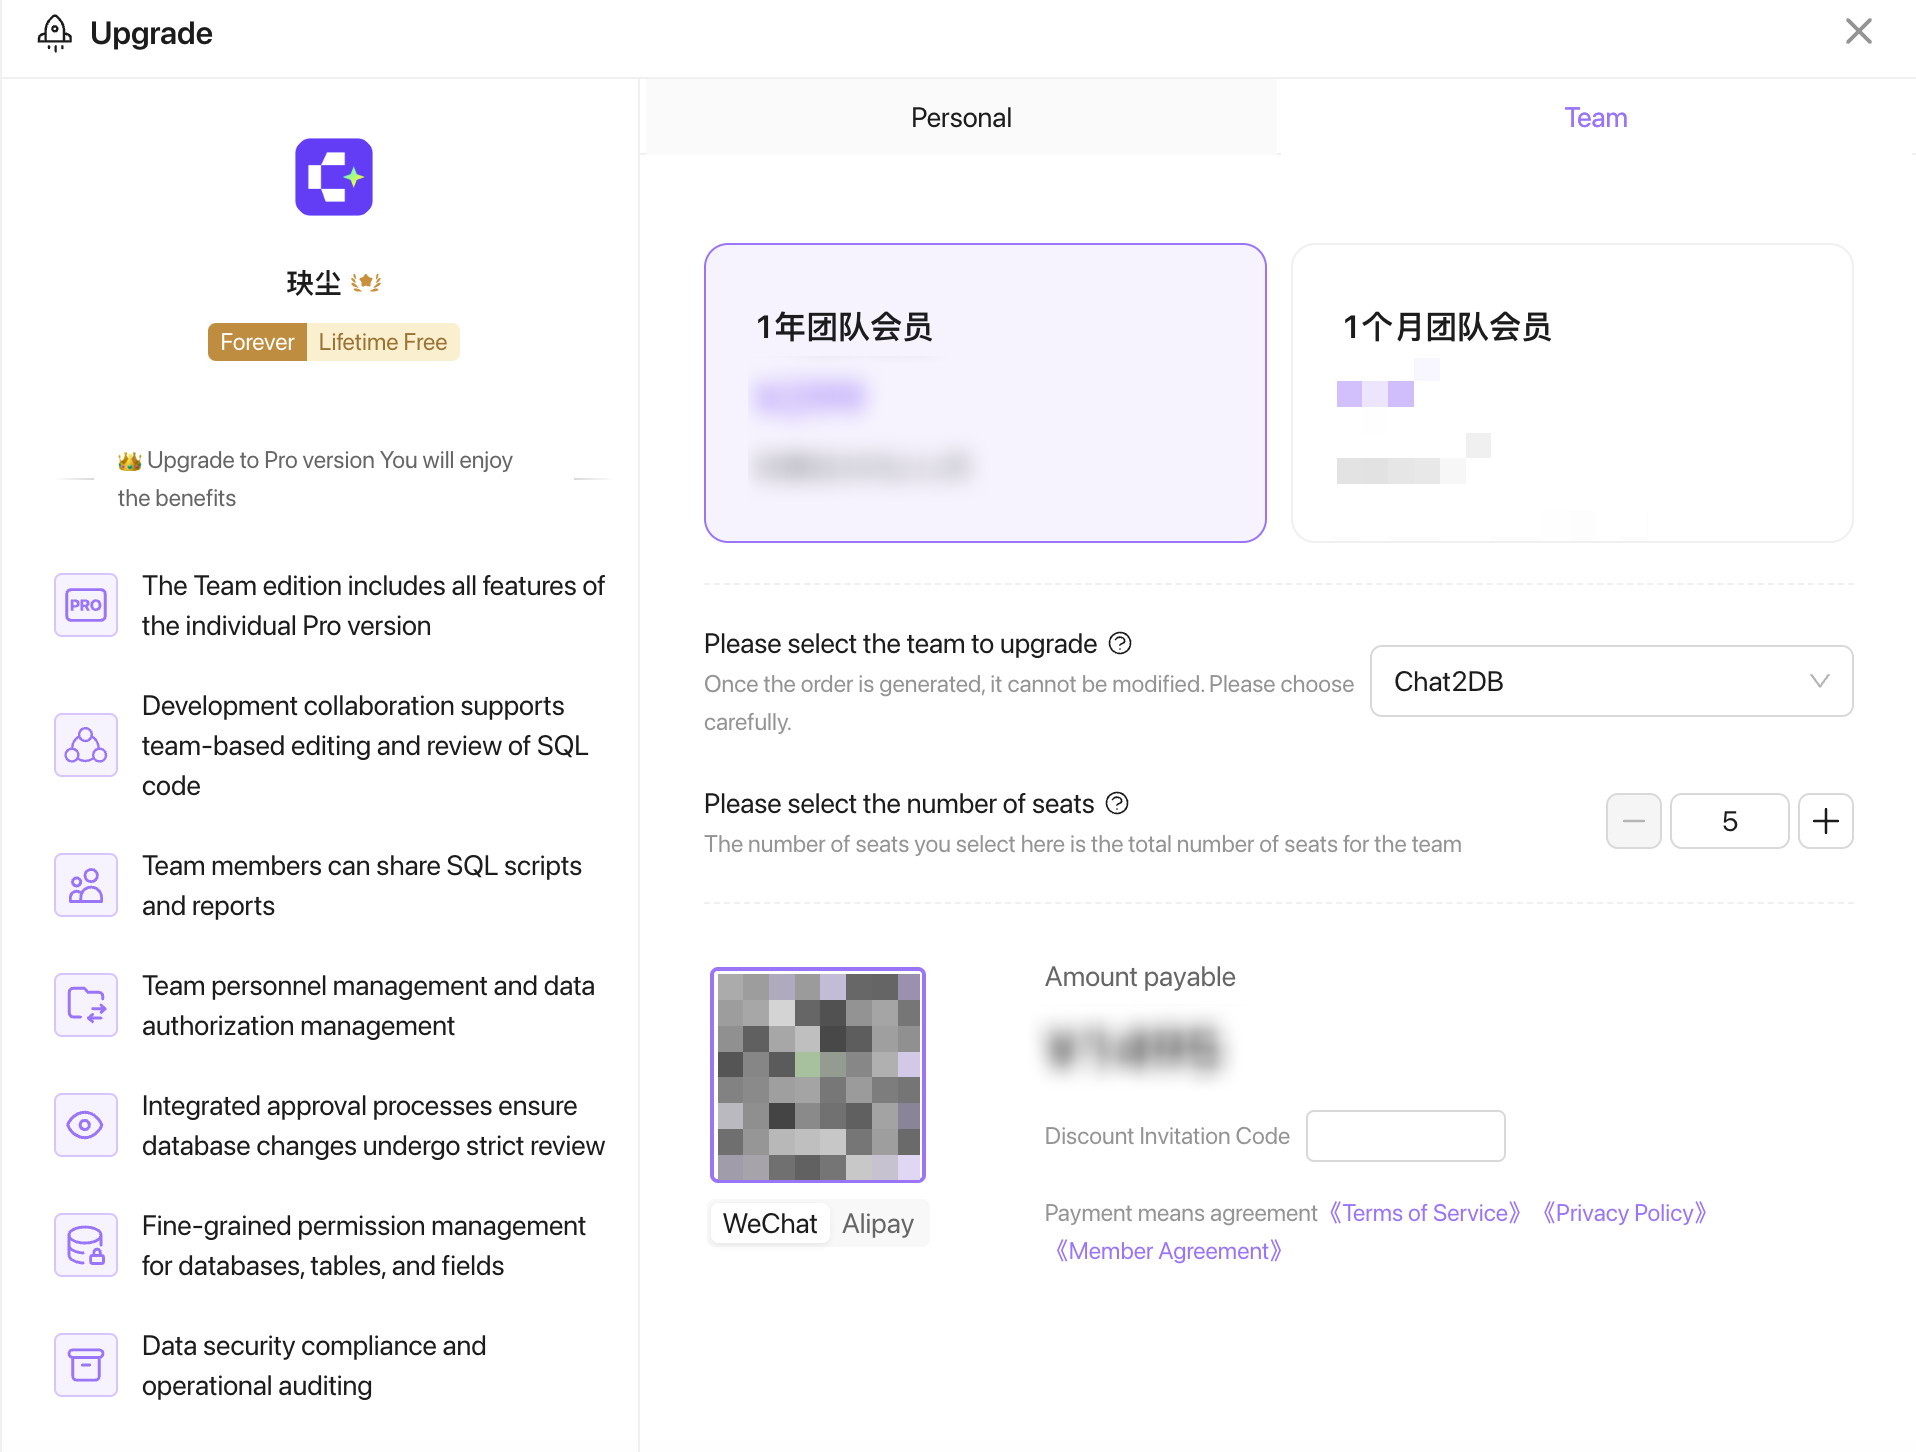 Upgrade
玦尘
Forever Lifetime Free
Upgrade to Pro version You will enjoy
the benefits
PRO
The Team edition includes all features of
the individual Pro version
Development collaboration supports
team-based editing and review of SQL
code
Team members can share SQL scripts
and reports
Team personnel management and data
authorization management
Integrated approval processes ensure
database changes undergo strict review
Fine-grained permission management
for databases, tables, and fields
Data security compliance and
operational auditing
Personal
Team
1年团队会员
1个月团队会员
Please select the team to upgrade
Once the order is generated, it cannot be modified. Please choose
carefully.
Chat2DB
Please select the number of seats
The number of seats you select here is the total number of seats for the team
5
WeChat Alipay
Amount payable
Discount Invitation Code
Payment means agreement 《Terms of Service》 《Privacy Policy》
《Member Agreement》